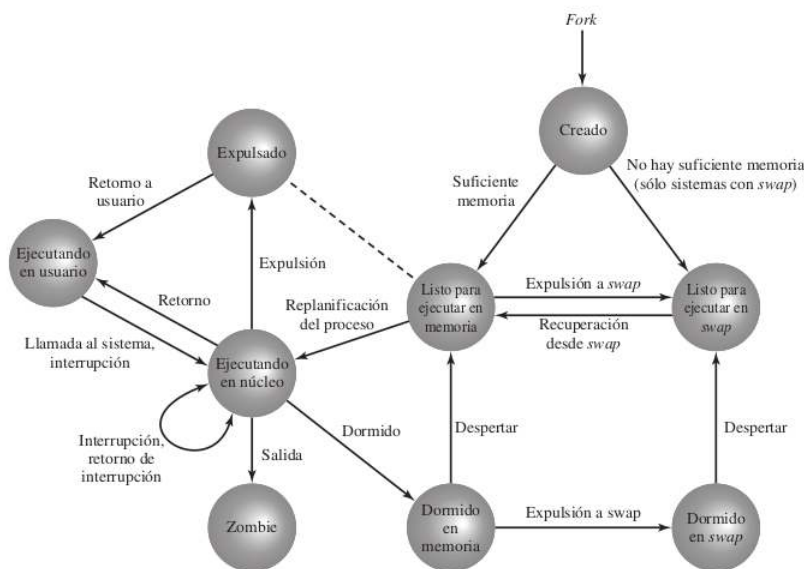 Fork
Creado
Expulsado
No hay suficiente memoria
(sólo sistemas con swap)
Suficiente
memoria
Retorno a
usuario
Ejecutando
en usuario
Expulsión
Retorno
Listo para
ejecutar en
memoria
Expulsión a swap
Listo para
ejecutar en
swap
Replanificación
del proceso
Recuperación
desde swap
Llamada al sistema,
interrupción
Ejecutando
en núcleo
Interrupción,
retorno de
interrupción
Dormido
Salida
Despertar
Despertar
Zombie
Dormido
en
memoria
Expulsión a swap
Dormido
en swap